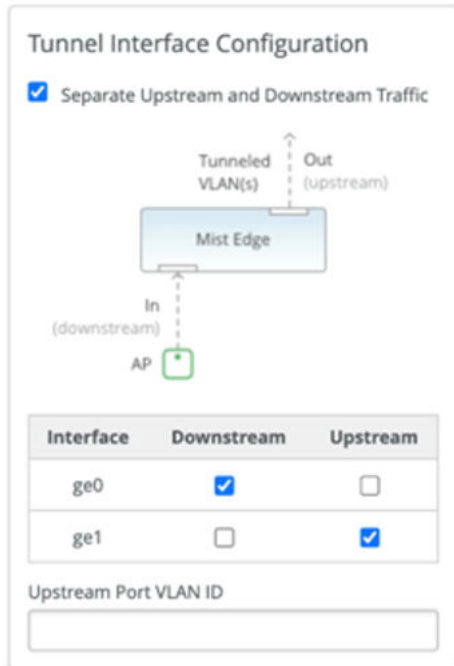 Tunnel Interface Configuration
Separate Upstream and Downstream Traffic
Tunneled Out
VLAN(s) (upstream)
Mist Edge
In
(downstream)
AP
Interface Downstream Upstream
ge0
ge1
Upstream Port VLAN ID